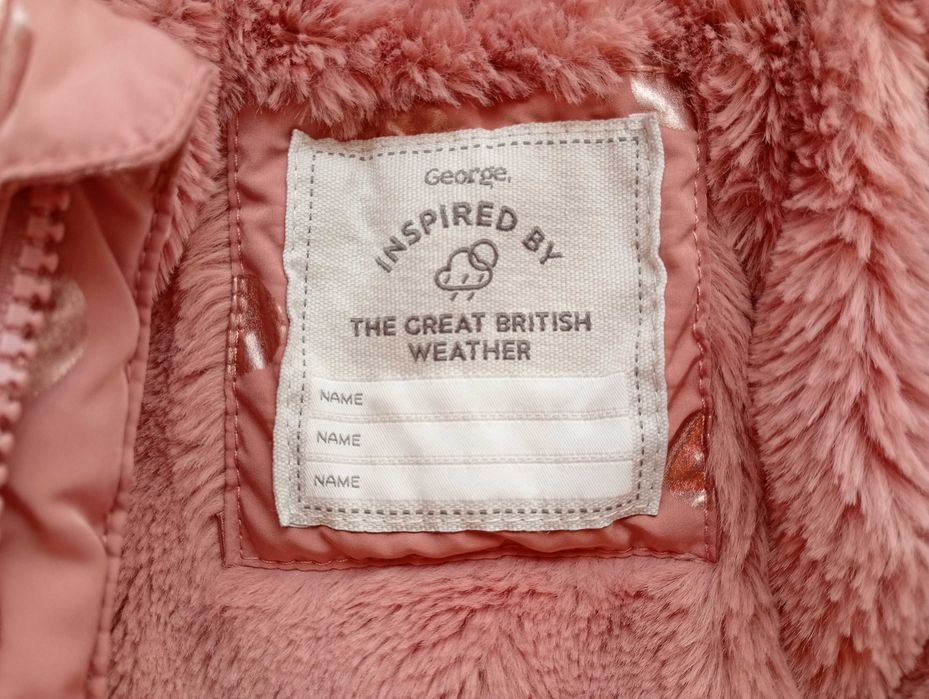 George.
INSPIRED BY
THE GREAT BRITISH
WEATHER
NAME
NAME
NAME